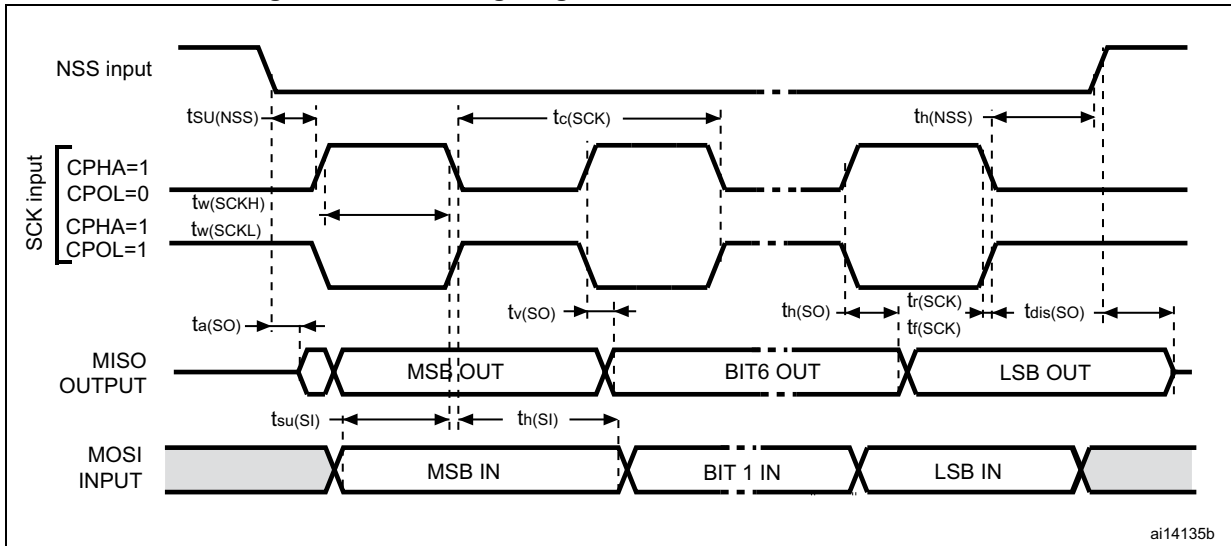 NSS input
tSU(NSS)
tc(SCK)
th(NSS)
SCK input
CPHA=1
CPOL=0
tw(SCKH)
CPHA=1
tw(SCKL)
CPOL=1
ta(SO)
tv(SO)
th(SO)
tr(SCK)
tf(SCK)
tdis(SO)
MISO
OUTPUT
MSB OUT
BIT6 OUT
LSB OUT
tsu(SI)
th(SI)
MOSI
INPUT
MSB IN
BIT 1 IN
LSB IN
ai14135b